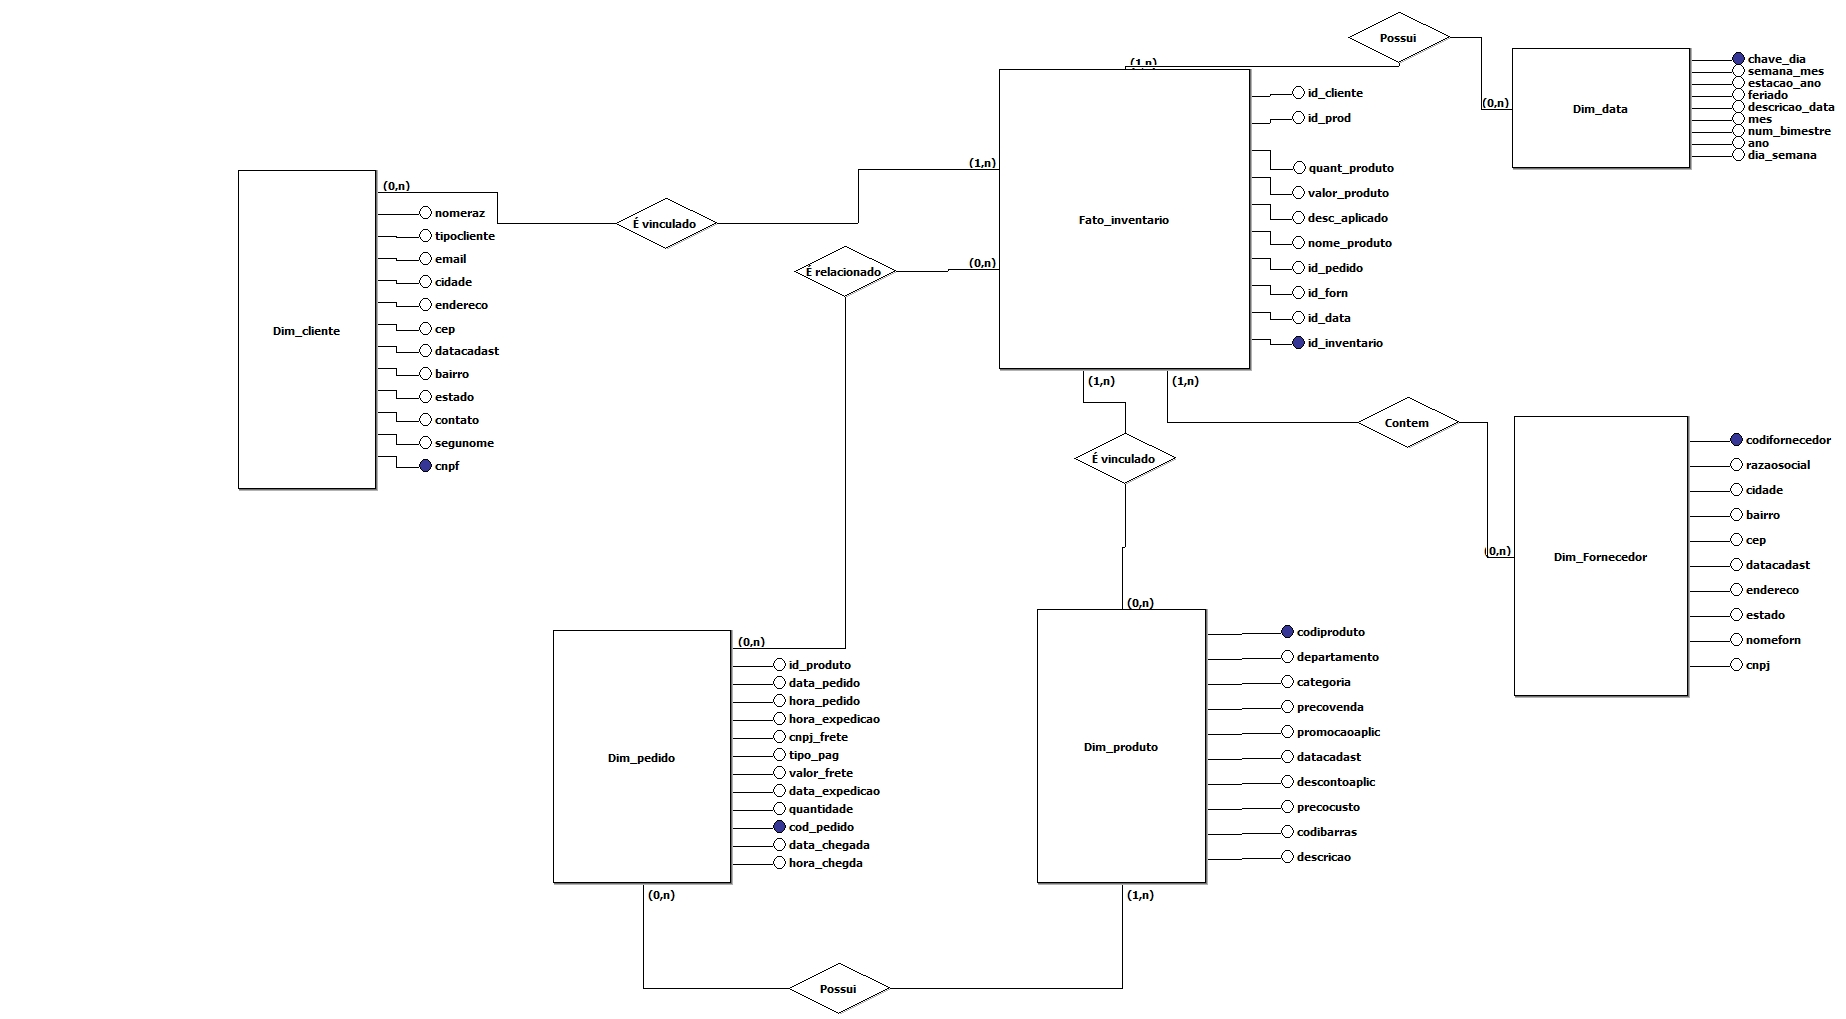 Possui
(1,n)
(0,n)
Dim_data
chave_dia
semana_mes
estacao_ano
feriado
descricao_data
mes
num_bimestre
ano
dia_semana
Fato_inventario
id_cliente
id_prod
quant_produto
valor_produto
desc_aplicado
nome_produto
id_pedido
id_forn
id_data
id_inventario
(1,n)
(0,n)
(1,n)
(1,n)
(0,n)
É vinculado
É relacionado
Dim_cliente
nomeraz
tipocliente
email
cidade
endereco
cep
datacadast
bairro
estado
contato
segunome
cnpf
É vinculado
Contem
(0,n)
Dim_Fornecedor
codifornecedor
razaosocial
cidade
bairro
cep
datacadast
endereco
estado
nomeforn
cnpj
(0,n)
Dim_pedido
id_produto
data_pedido
hora_pedido
hora_expedicao
cnpj_frete
tipo_pag
valor_frete
data_expedicao
quantidade
cod_pedido
data_chegada
hora_chegda
(0,n)
(0,n)
Dim_produto
codiproduto
departamento
categoria
precovenda
promocaoaplic
datacadast
descontoaplic
precocusto
codibarras
descricao
(1,n)
Possui